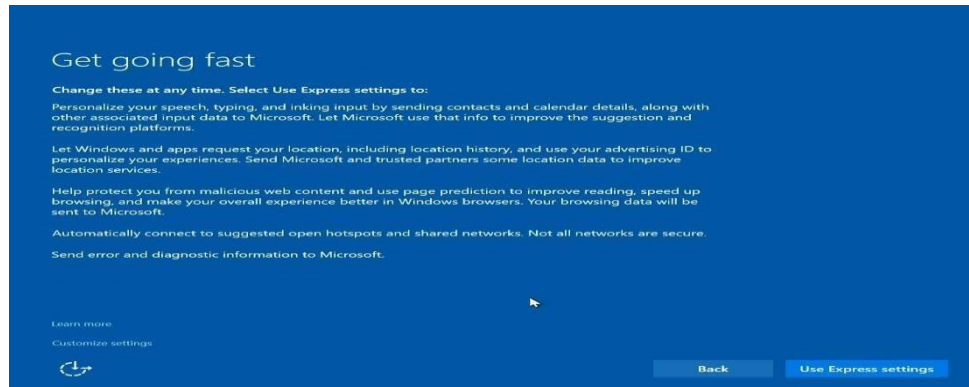 Get going fast
Change these at any time. Select Use Express settings to:
Personalize your speech, typing, and inking input by sending contacts and calendar details, along with
other associated input data to Microsoft. Let Microsoft use that info to improve the suggestion and
recognition platforms.
Let Windows and apps request your location, including location history, and use your advertising ID to
personalize your experiences. Send Microsoft and trusted partners some location data to improve
location services.
Help protect you from malicious web content and use page prediction to improve reading, speed up
browsing, and make your overall experience better in Windows browsers. Your browsing data will be
sent to Microsoft.
Automatically connect to suggested open hotspots and shared networks. Not all networks are secure.
Send error and diagnostic information to Microsoft.
Learn more
Customize settings
Back
Use Express settings